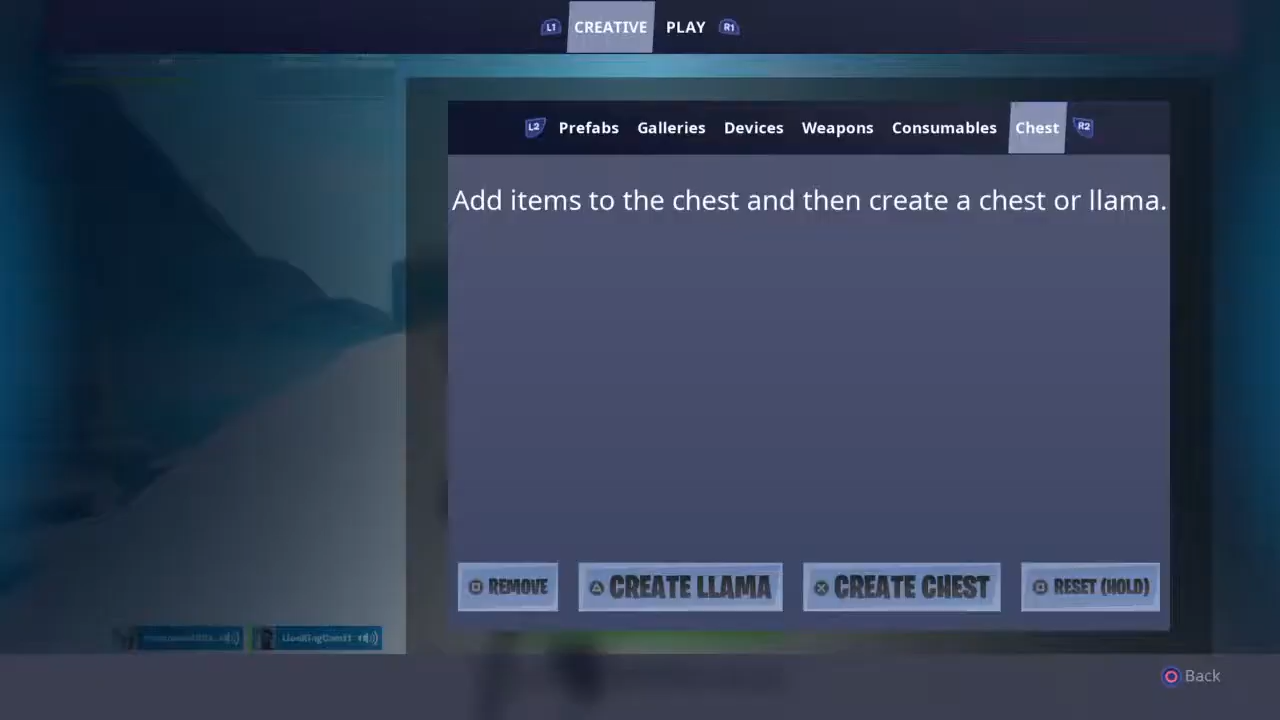 L1 CREATIVE PLAY R1
L2 Prefabs Galleries Devices Weapons Consumables Chest R2
Add items to the chest and then create a chest or llama.
REMOVE CREATE LLAMA CREATE CHEST RESET (HOLD)
Back